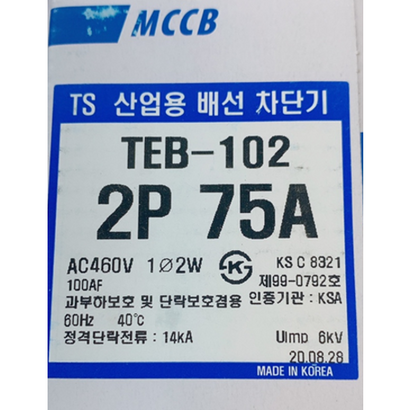 MCCB
TS 산업용 배선 차단기
TEB-102
2P 75A
AC460V 1Ø2W KS C 8321
100AF 제99-0792호
과부하보호 및 단락보호겸용 인증기관 : KSA
60Hz 40℃
정격단락전류 : 14kA UImp 6kV
20.08.28
MADE IN KOREA